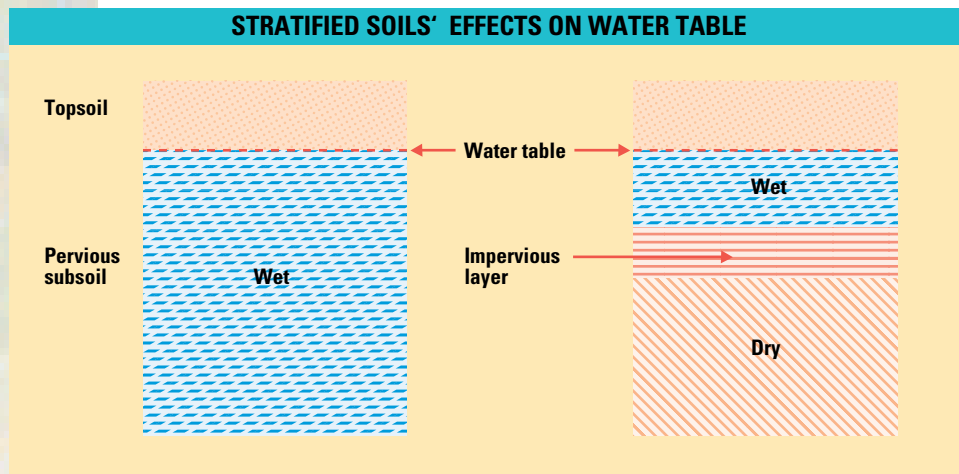 STRATIFIED SOILS‘ EFFECTS ON WATER TABLE
Topsoil
Water table
Wet
Pervious
subsoil
Wet
Impervious
layer
Dry